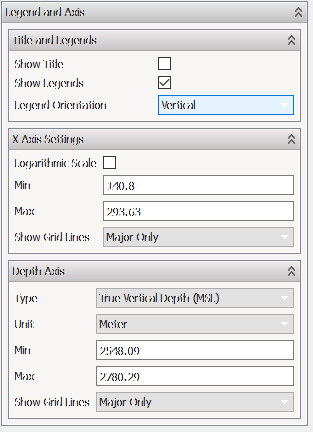 Legend and Axis
Title and Legends
Show Title
Show Legends
Legend Orientation Vertical
X Axis Settings
Logarithmic Scale
Min 140.8
Max 293.63
Show Grid Lines Major Only
Depth Axis
Type True Vertical Depth (MSL)
Unit Meter
Min 2548.09
Max 2780.29
Show Grid Lines Major Only